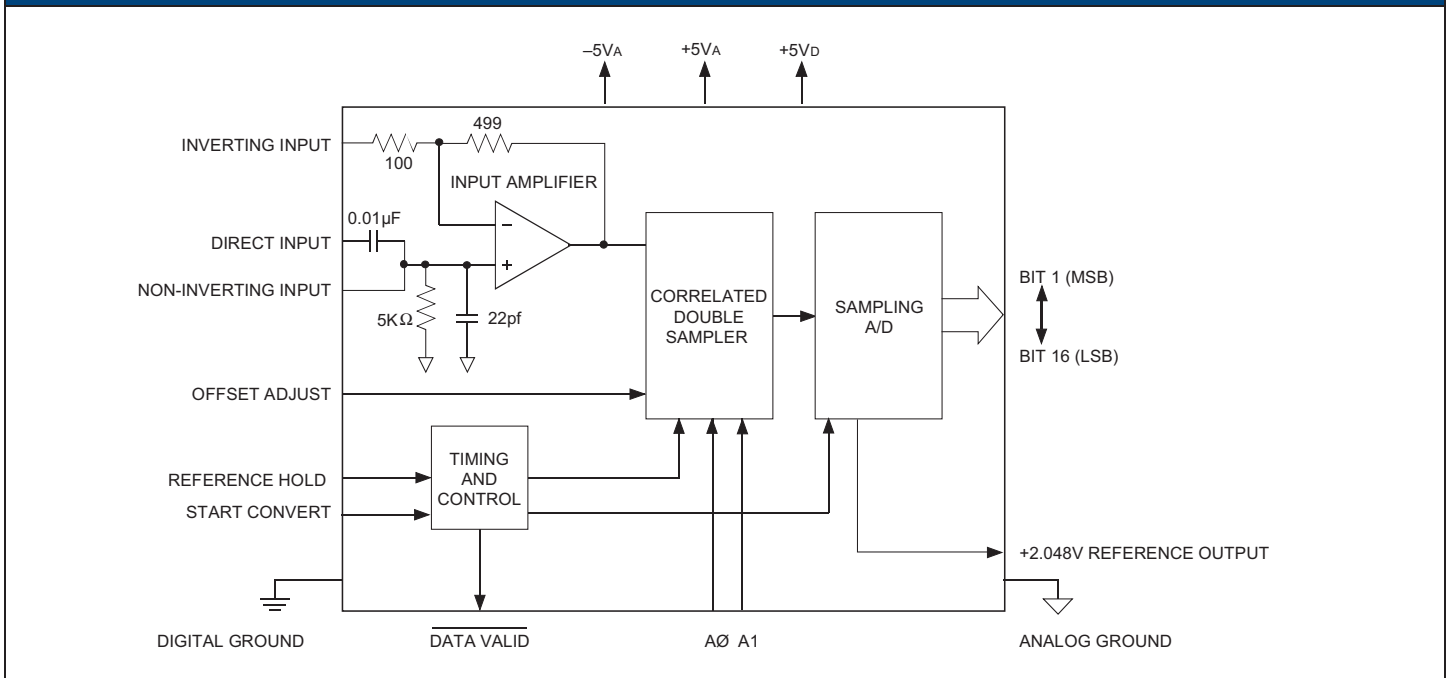 –5VA
+5VA
+5VD
INVERTING INPUT
100
499
INPUT AMPLIFIER
0.01µF
DIRECT INPUT
–
+
NON-INVERTING INPUT
5KΩ
22pf
CORRELATED
DOUBLE
SAMPLER
SAMPLING
A/D
BIT 1 (MSB)
BIT 16 (LSB)
OFFSET ADJUST
REFERENCE HOLD
START CONVERT
TIMING
AND
CONTROL
+2.048V REFERENCE OUTPUT
DIGITAL GROUND
DATA VALID
AØ A1
ANALOG GROUND